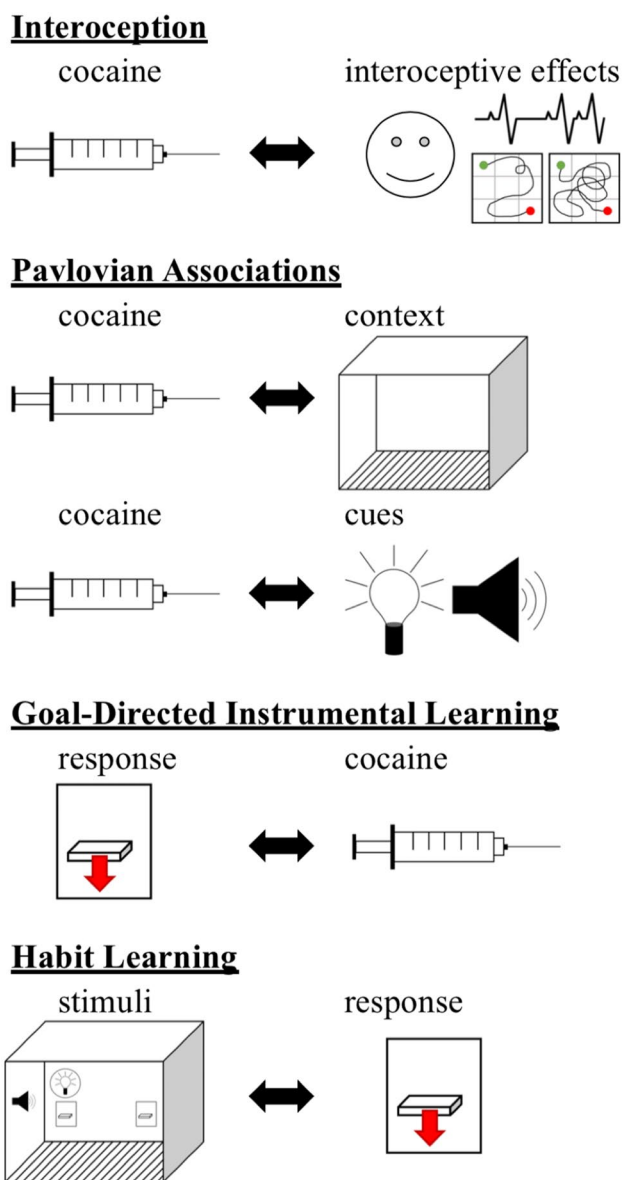 Interoception
cocaine interoceptive effects
Pavlovian Associations
cocaine context
cocaine cues
Goal-Directed Instrumental Learning
response cocaine
Habit Learning
stimuli response